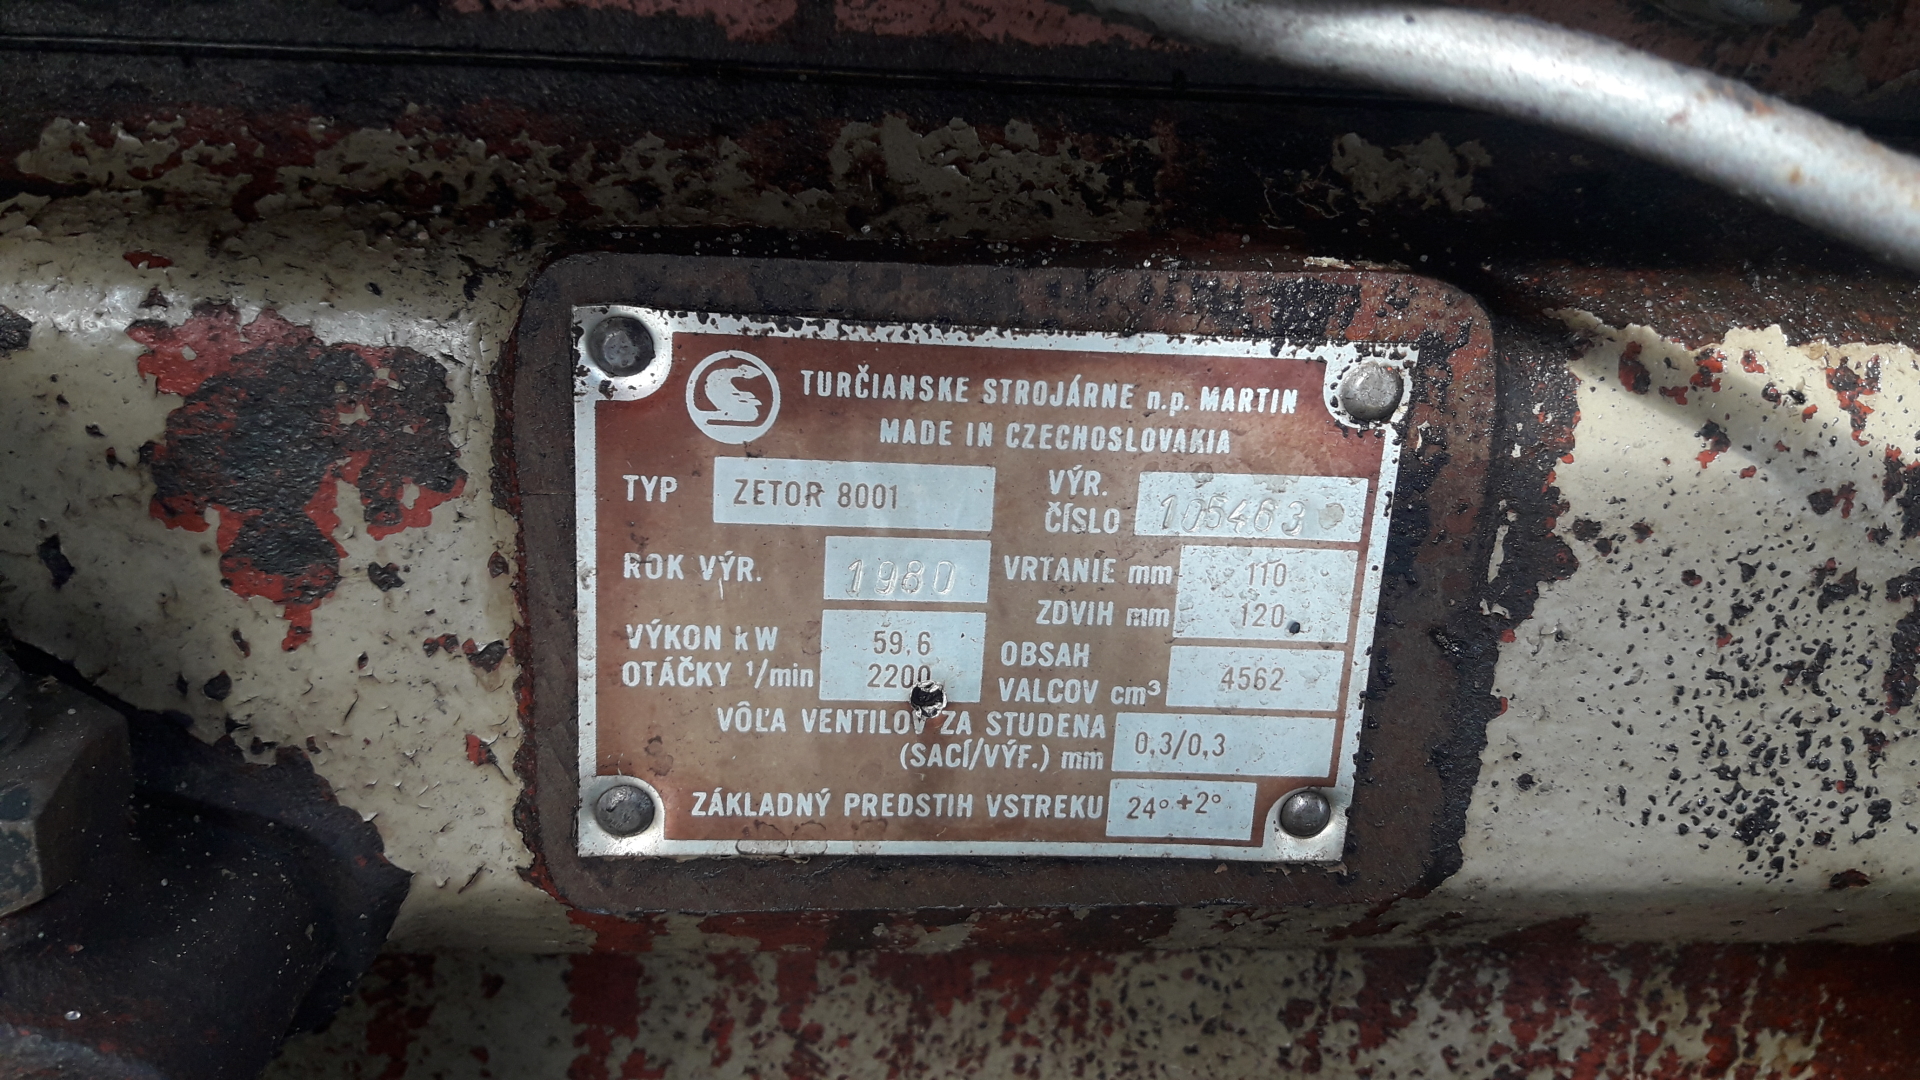 TURČIANSKE STROJÁRNE n.p. MARTIN
MADE IN CZECHOSLOVAKIA
TYP ZETOR 8001
VÝR. ČÍSLO 105463
ROK VÝR. 1980
VRTANIE mm 110
ZDVIH mm 120
VÝKON kW 59,6
OTÁČKY 1/min 2200
OBSAH
VALCOV cm³ 4562
VÔĽA VENTILOV ZA STUDENA
(SACÍ/VÝF.) mm 0,3/0,3
ZÁKLADNÝ PREDSTIH VSTREKU 24° +2°